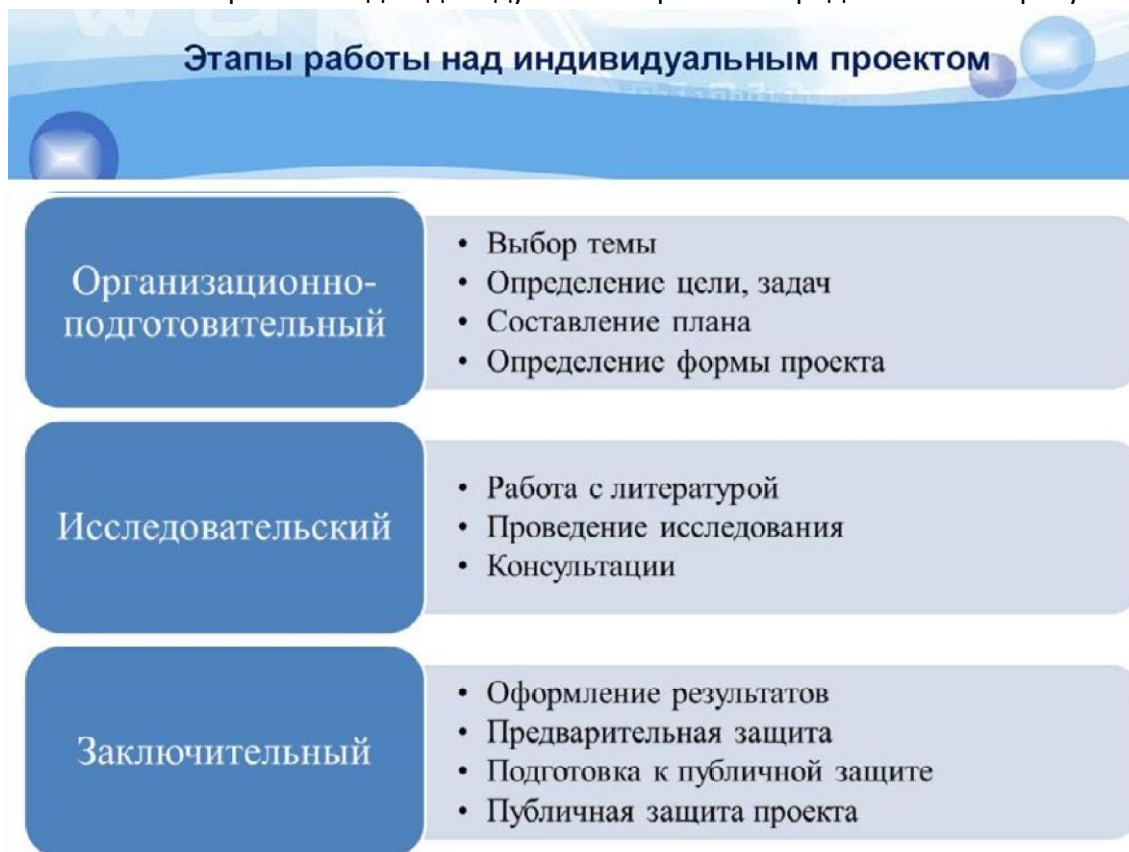 Этапы работы над индивидуальным проектом
Организационно-
подготовительный
• Выбор темы
• Определение цели, задач
• Составление плана
• Определение формы проекта
Исследовательский
• Работа с литературой
• Проведение исследования
• Консультации
Заключительный
• Оформление результатов
• Предварительная защита
• Подготовка к публичной защите
• Публичная защита проекта